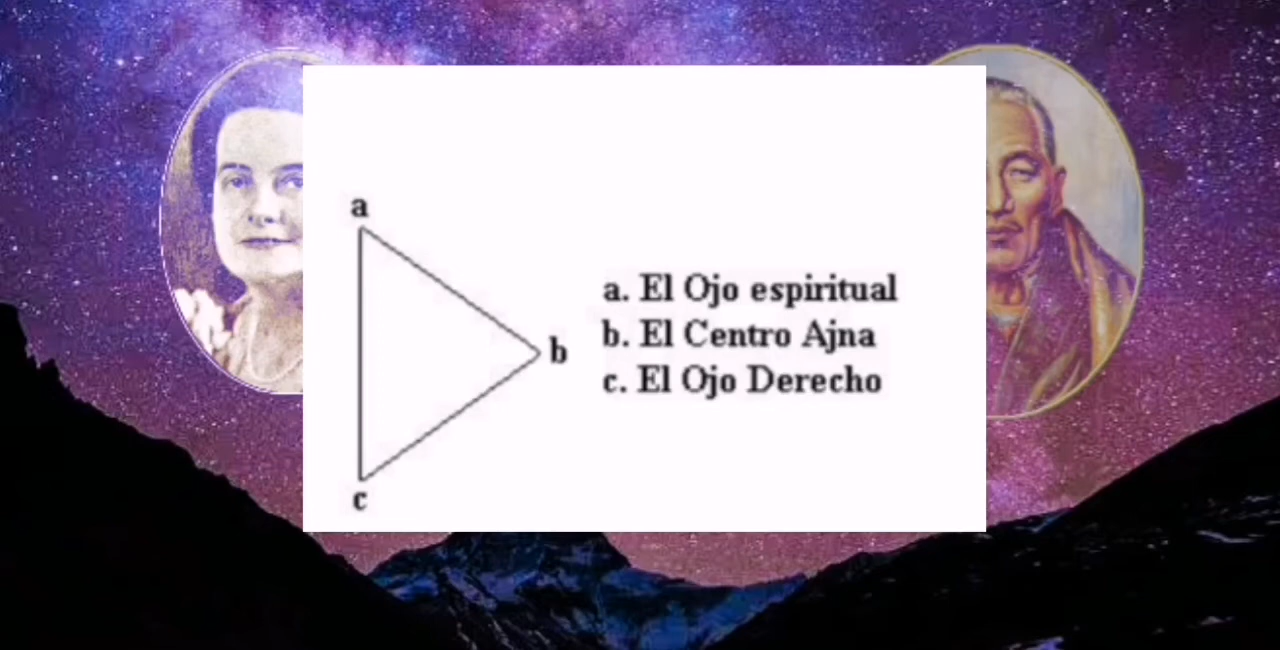 a
b
c
a. El Ojo espiritual
b. El Centro Ajna
c. El Ojo Derecho